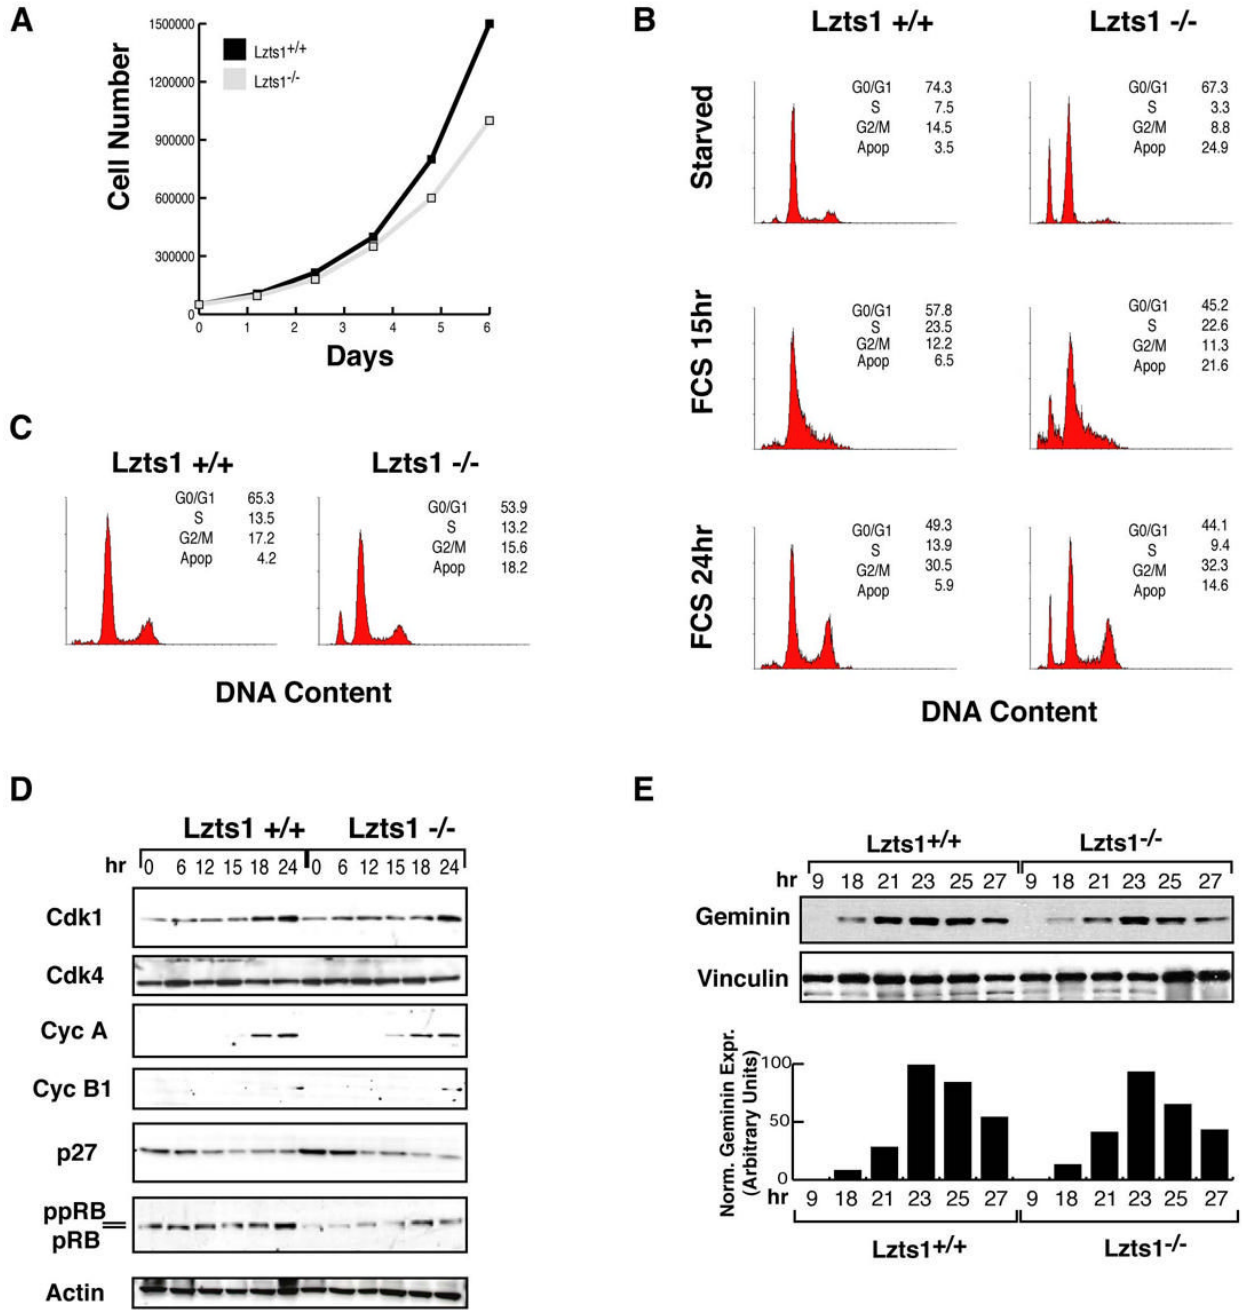 A
1500000
1200000
900000
600000
300000
0
Cell Number
Lzts1+/+
Lzts1-/-
0 1 2 3 4 5 6
Days
B
Lzts1 +/+ Lzts1 -/-
Starved
G0/G1 74.3
S 7.5
G2/M 14.5
Apop 3.5
G0/G1 67.3
S 3.3
G2/M 8.8
Apop 24.9
FCS 15hr
G0/G1 57.8
S 23.5
G2/M 12.2
Apop 6.5
G0/G1 45.2
S 22.6
G2/M 11.3
Apop 21.6
FCS 24hr
G0/G1 49.3
S 13.9
G2/M 30.5
Apop 5.9
G0/G1 44.1
S 9.4
G2/M 32.3
Apop 14.6
DNA Content
C
Lzts1 +/+ Lzts1 -/-
G0/G1 65.3
S 13.5
G2/M 17.2
Apop 4.2
G0/G1 53.9
S 13.2
G2/M 15.6
Apop 18.2
DNA Content
D
Lzts1 +/+ Lzts1 -/-
hr 0 6 12 15 18 24 0 6 12 15 18 24
Cdk1
Cdk4
Cyc A
Cyc B1
p27
ppRB
pRB
Actin
E
Lzts1+/+ Lzts1-/-
hr 9 18 21 23 25 27 9 18 21 23 25 27
Geminin
Vinculin
Norm. Geminin Expr.
(Arbitrary Units)
100
50
0
hr 9 18 21 23 25 27 9 18 21 23 25 27
Lzts1+/+ Lzts1-/-